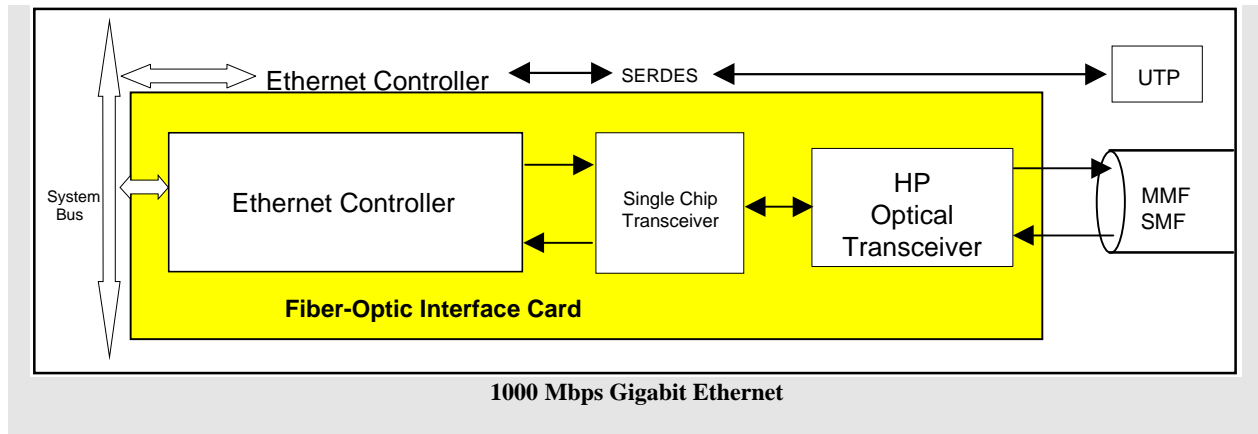 Ethernet Controller
SERDES
UTP
System
Bus
Ethernet Controller
Single Chip
Transceiver
HP
Optical
Transceiver
MMF
SMF
Fiber-Optic Interface Card
1000 Mbps Gigabit Ethernet